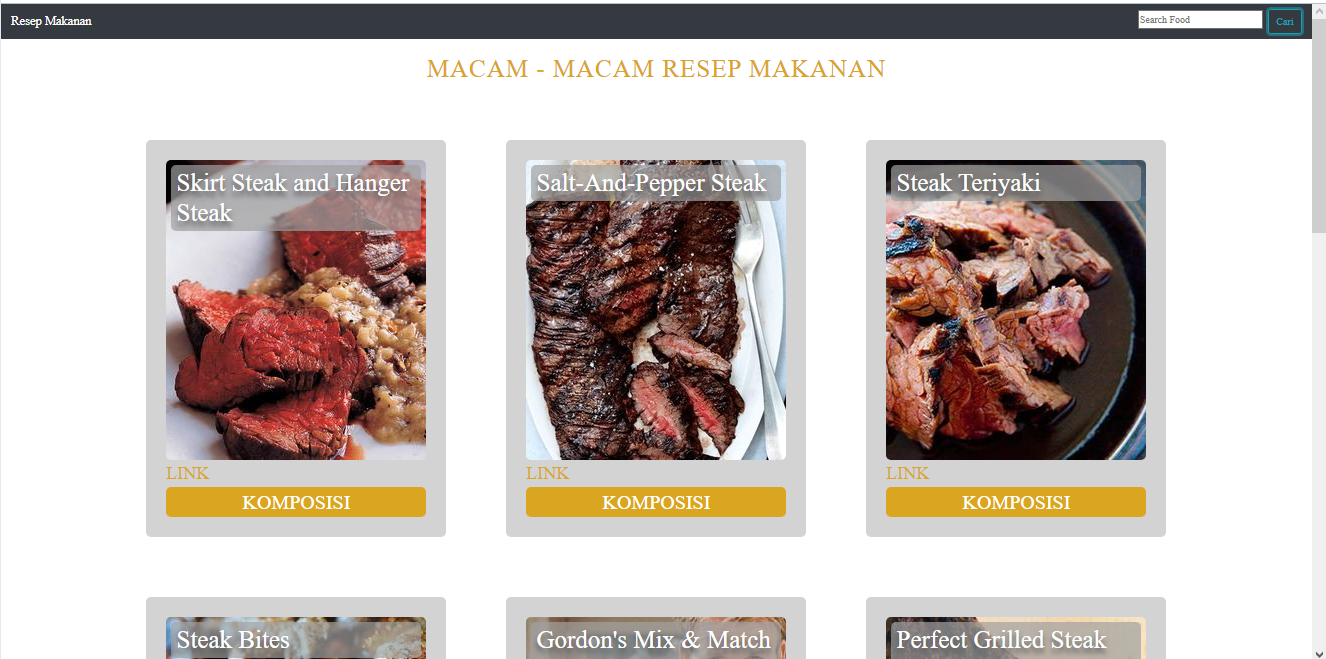 Resep Makanan
Search Food
Cari
MACAM - MACAM RESEP MAKANAN
Skirt Steak and Hanger
Steak
Salt-And-Pepper Steak
Steak Teriyaki
LINK
LINK
LINK
KOMPOSISI
KOMPOSISI
KOMPOSISI
Steak Bites
Gordon's Mix & Match
Perfect Grilled Steak